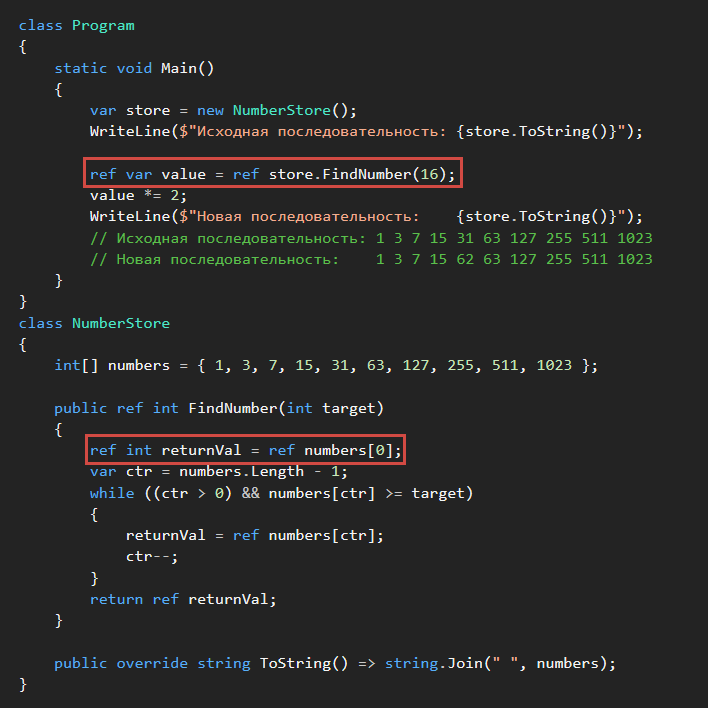 class Program
{
    static void Main()
    {
        var store = new NumberStore();
        WriteLine($"Исходная последовательность: {store.ToString()}");

        ref var value = ref store.FindNumber(16);
        value *= 2;
        WriteLine($"Новая последовательность:    {store.ToString()}");
        // Исходная последовательность: 1 3 7 15 31 63 127 255 511 1023
        // Новая последовательность:    1 3 7 15 62 63 127 255 511 1023
    }
}
class NumberStore
{
    int[] numbers = { 1, 3, 7, 15, 31, 63, 127, 255, 511, 1023 };

    public ref int FindNumber(int target)
    {
        ref int returnVal = ref numbers[0];
        var ctr = numbers.Length - 1;
        while ((ctr > 0) && numbers[ctr] >= target)
        {
            returnVal = ref numbers[ctr];
            ctr--;
        }
        return ref returnVal;
    }

    public override string ToString() => string.Join(" ", numbers);
}